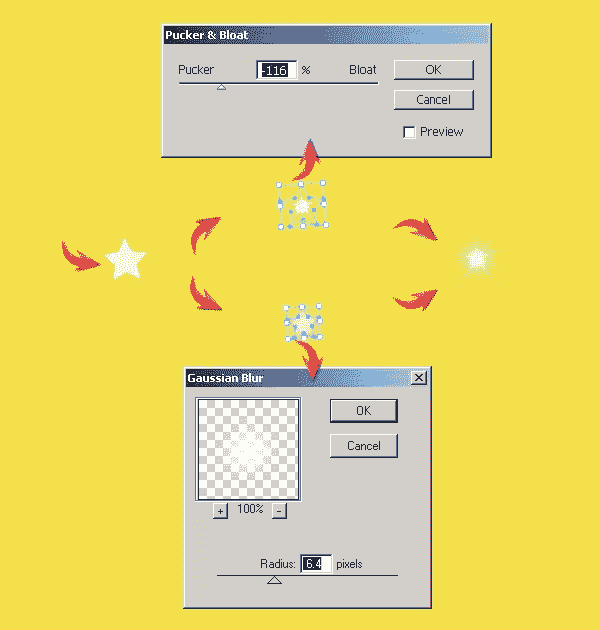 Pucker & Bloat
Pucker -116 % Bloat
OK
Cancel
Preview
Gaussian Blur
OK
Cancel
+ 100% -
Radius: 6.4 pixels